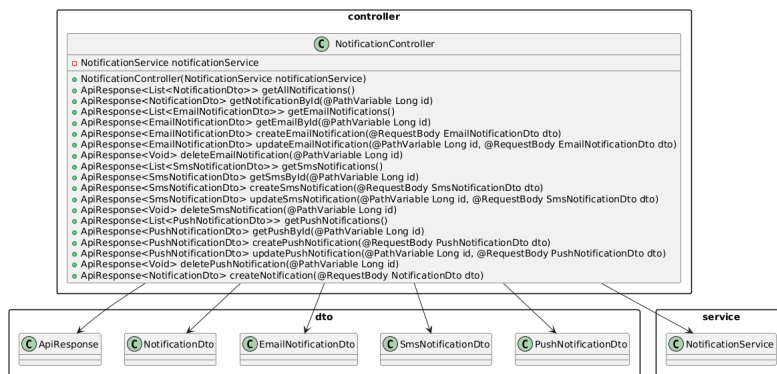 controller
C NotificationController
NotificationService notificationService
NotificationController(NotificationService notificationService)
ApiResponse<List<NotificationDto>> getAllNotifications()
ApiResponse<NotificationDto> getNotificationById(@PathVariable Long id)
ApiResponse<List<EmailNotificationDto>> getEmailNotifications()
ApiResponse<EmailNotificationDto> getEmailById(@PathVariable Long id)
ApiResponse<EmailNotificationDto> createEmailNotification(@RequestBody EmailNotificationDto dto)
ApiResponse<EmailNotificationDto> updateEmailNotification(@PathVariable Long id, @RequestBody EmailNotificationDto dto)
ApiResponse<Void> deleteEmailNotification(@PathVariable Long id)
ApiResponse<List<SmsNotificationDto>> getSmsNotifications()
ApiResponse<SmsNotificationDto> getSmsById(@PathVariable Long id)
ApiResponse<SmsNotificationDto> createSmsNotification(@RequestBody SmsNotificationDto dto)
ApiResponse<SmsNotificationDto> updateSmsNotification(@PathVariable Long id, @RequestBody SmsNotificationDto dto)
ApiResponse<Void> deleteSmsNotification(@PathVariable Long id)
ApiResponse<List<PushNotificationDto>> getPushNotifications()
ApiResponse<PushNotificationDto> getPushById(@PathVariable Long id)
ApiResponse<PushNotificationDto> createPushNotification(@RequestBody PushNotificationDto dto)
ApiResponse<PushNotificationDto> updatePushNotification(@PathVariable Long id, @RequestBody PushNotificationDto dto)
ApiResponse<Void> deletePushNotification(@PathVariable Long id)
ApiResponse<NotificationDto> createNotification(@RequestBody NotificationDto dto)
dto
C ApiResponse
C NotificationDto
C EmailNotificationDto
C SmsNotificationDto
C PushNotificationDto
service
C NotificationService